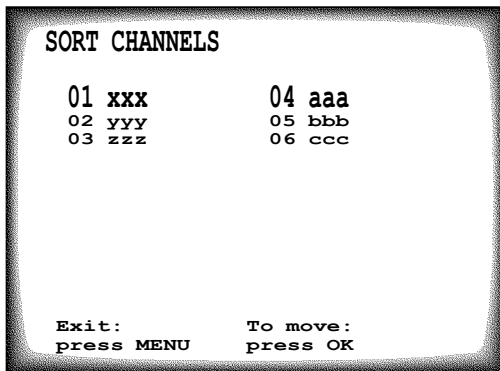 SORT CHANNELS
01 xxx 04 aaa
02 yyy 05 bbb
03 zzz 06 ccc
Exit: To move:
press MENU press OK